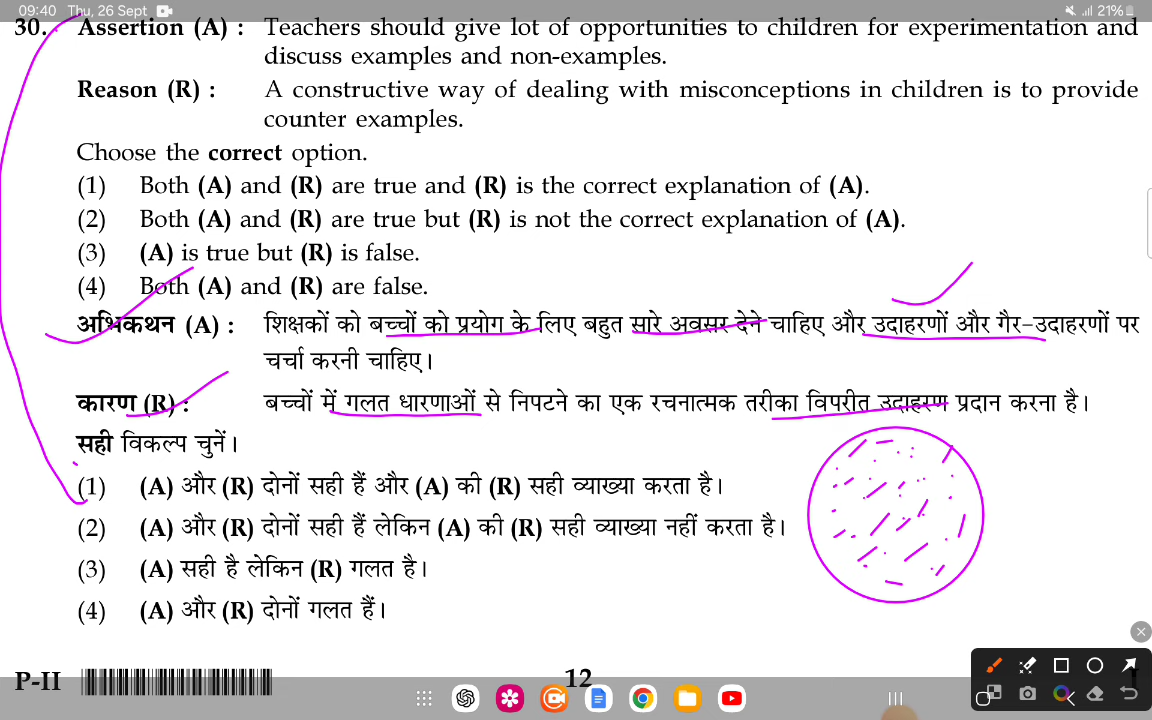 09:40 Thu, 26 Sept
21%
30. Assertion (A) : Teachers should give lot of opportunities to children for experimentation and
discuss examples and non-examples.
Reason (R) : A constructive way of dealing with misconceptions in children is to provide
counter examples.
Choose the correct option.
(1) Both (A) and (R) are true and (R) is the correct explanation of (A).
(2) Both (A) and (R) are true but (R) is not the correct explanation of (A).
(3) (A) is true but (R) is false.
(4) Both (A) and (R) are false.
अभिकथन (A) : शिक्षकों को बच्चों को प्रयोग के लिए बहुत सारे अवसर देने चाहिए और उदाहरणों और गैर-उदाहरणों पर
चर्चा करनी चाहिए।
कारण (R) : बच्चों में गलत धारणाओं से निपटने का एक रचनात्मक तरीका विपरीत उदाहरण प्रदान करना है।
सही विकल्प चुनें।
(1) (A) और (R) दोनों सही हैं और (A) की (R) सही व्याख्या करता है।
(2) (A) और (R) दोनों सही हैं लेकिन (A) की (R) सही व्याख्या नहीं करता है।
(3) (A) सही है लेकिन (R) गलत है।
(4) (A) और (R) दोनों गलत हैं।
P-II 12